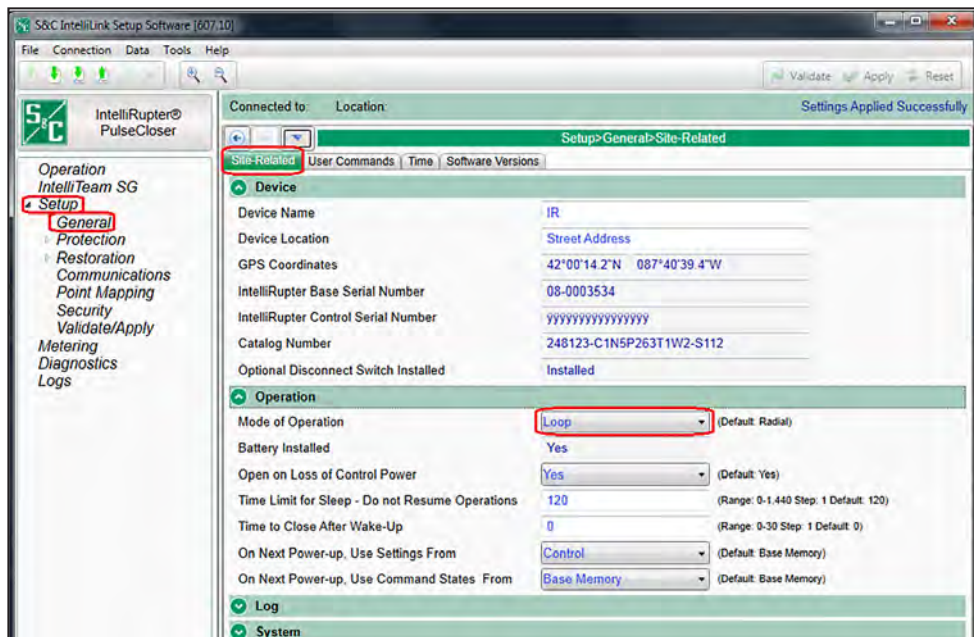 S&C IntelliLink Setup Software [607.10]
File Connection Data Tools Help
Validate Apply Reset
S&C
IntelliRupter®
PulseCloser
Connected to: Location: Settings Applied Successfully
Setup>General>Site-Related
Site-Related User Commands Time Software Versions
Operation
IntelliTeam SG
Setup
General
Protection
Restoration
Communications
Point Mapping
Security
Validate/Apply
Metering
Diagnostics
Logs
Device
Device Name IR
Device Location Street Address
GPS Coordinates 42°00'14.2"N 087°40'39.4"W
IntelliRupter Base Serial Number 08-0003534
IntelliRupter Control Serial Number ÿÿÿÿÿÿÿÿÿÿÿÿÿÿÿÿ
Catalog Number 248123-C1N5P263T1W2-S112
Optional Disconnect Switch Installed Installed
Operation
Mode of Operation Loop (Default: Radial)
Battery Installed Yes
Open on Loss of Control Power Yes (Default: Yes)
Time Limit for Sleep - Do not Resume Operations 120 (Range: 0-1,440 Step: 1 Default: 120)
Time to Close After Wake-Up 0 (Range: 0-30 Step: 1 Default: 0)
On Next Power-up, Use Settings From Control (Default: Base Memory)
On Next Power-up, Use Command States From Base Memory (Default: Base Memory)
Log
System